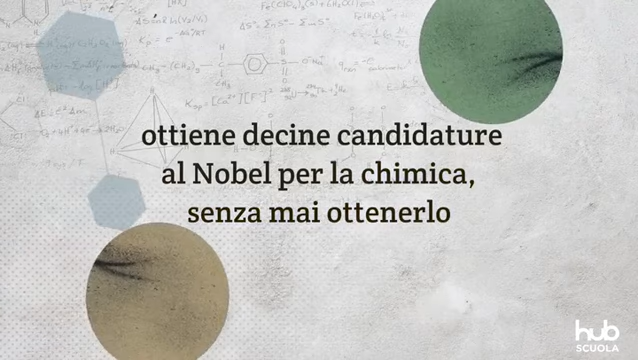 ottiene decine candidature
al Nobel per la chimica,
senza mai ottenerlo
hub
SCUOLA